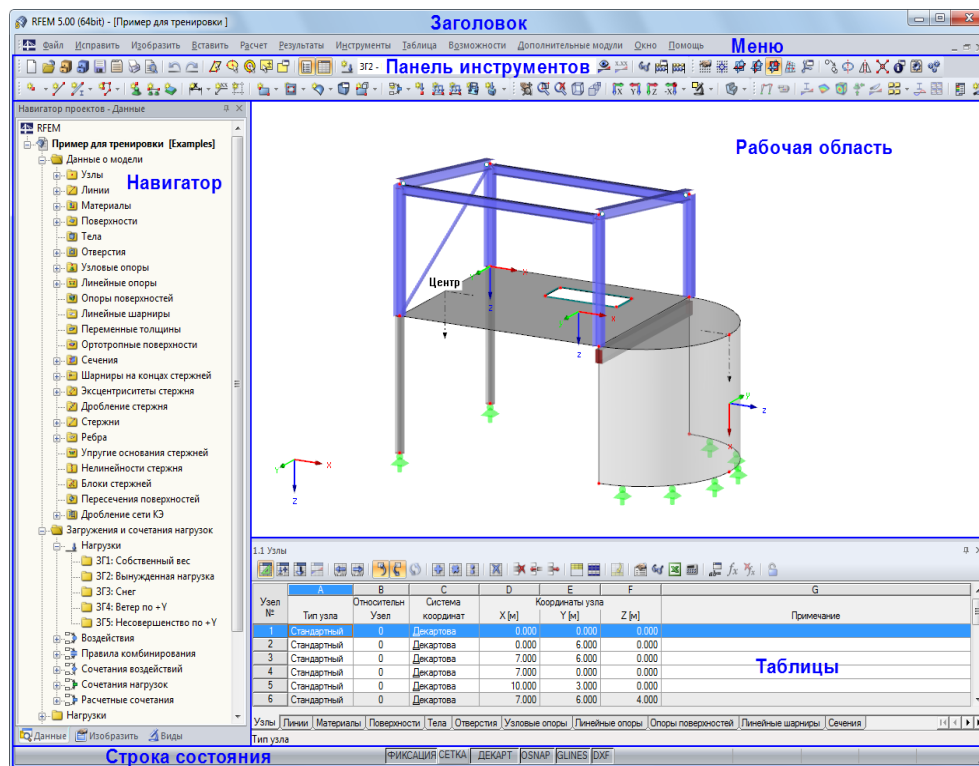 RFEM 5.00 (64bit) - [Пример для тренировки ]
Заголовок
Файл Исправить Изобразить Вставить Расчет Результаты Инструменты Таблица Возможности Дополнительные модули Окно Помощь
Меню
ЗГ2 -
Панель инструментов
Навигатор проектов - Данные
RFEM
Пример для тренировки [Examples]
Данные о модели
Узлы
Навигатор
Линии
Материалы
Поверхности
Тела
Отверстия
Узловые опоры
Линейные опоры
Опоры поверхностей
Линейные шарниры
Переменные толщины
Ортотропные поверхности
Сечения
Шарниры на концах стержней
Эксцентриситеты стержня
Дробление стержня
Стержни
Ребра
Упругие основания стержней
Нелинейности стержня
Блоки стержней
Пересечения поверхностей
Дробление сети КЭ
Загружения и сочетания нагрузок
Нагрузки
ЗГ1: Собственный вес
ЗГ2: Вынужденная нагрузка
ЗГ3: Снег
ЗГ4: Ветер по +Y
ЗГ5: Несовершенство по +Y
Воздействия
Правила комбинирования
Сочетания воздействий
Сочетания нагрузок
Расчетные сочетания
Нагрузки
Данные Изобразить Виды
Рабочая область
Центр
X
Z
X
Z
Y
Z
X
Y
X
Z
1.1 Узлы
A B C D E F G
Узел Относительн Система Координаты узла
№ Тип узла Узел координат X [м] Y [м] Z [м] Примечание
1 Стандартный 0 Декартова 0.000 0.000 0.000
2 Стандартный 0 Декартова 0.000 6.000 0.000
3 Стандартный 0 Декартова 7.000 6.000 0.000
4 Стандартный 0 Декартова 7.000 0.000 0.000
5 Стандартный 0 Декартова 10.000 3.000 0.000
6 Стандартный 0 Декартова 7.000 6.000 4.000
Таблицы
Узлы Линии Материалы Поверхности Тела Отверстия Узловые опоры Линейные опоры Опоры поверхностей Линейные шарниры Сечения
Тип узла
Строка состояния
ФИКСАЦИЯ СЕТКА ДЕКАРТ OSNAP GLINES DXF